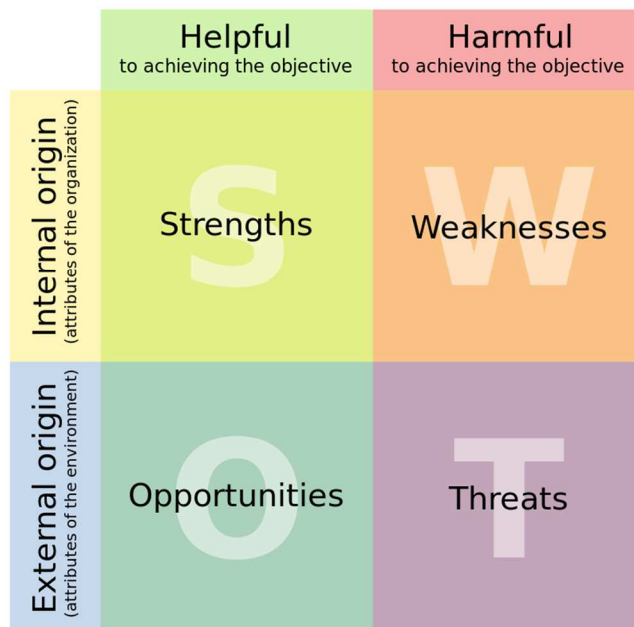 Helpful
to achieving the objective
Harmful
to achieving the objective
Internal origin
(attributes of the organization)
S
Strengths
W
Weaknesses
External origin
(attributes of the environment)
O
Opportunities
T
Threats